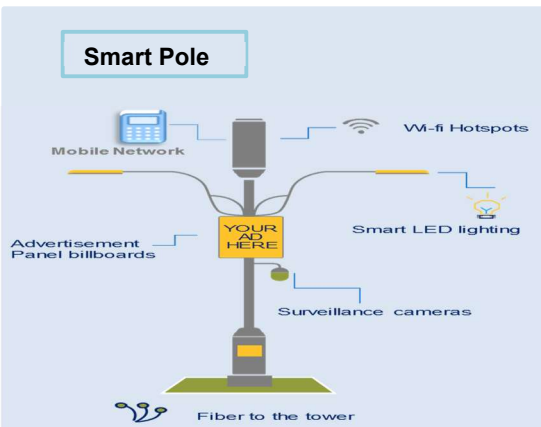 Smart Pole
Mobile Network
Wi-fi Hotspots
YOUR
AD
HERE
Smart LED lighting
Advertisement
Panel billboards
Surveillance cameras
Fiber to the tower